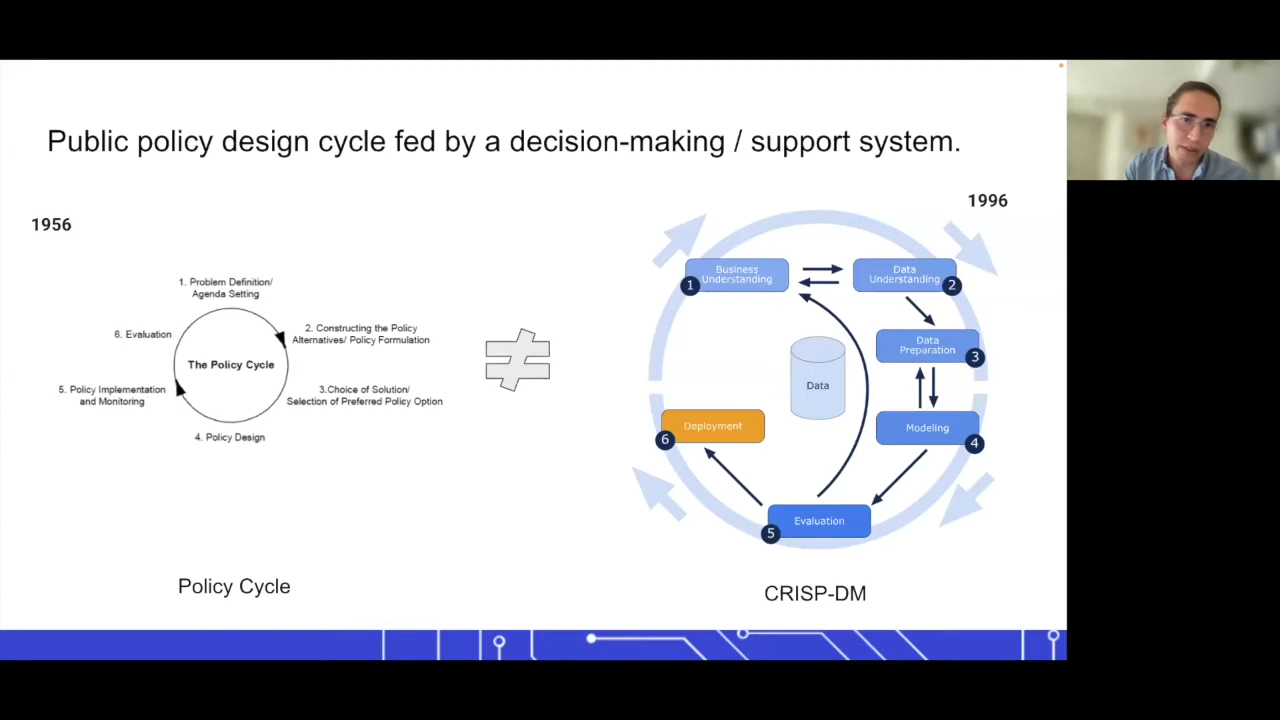 Public policy design cycle fed by a decision-making / support system.
1956
1. Problem Definition/
Agenda Setting
2. Constructing the Policy
Alternatives/ Policy Formulation
3.Choice of Solution/
Selection of Preferred Policy Option
4. Policy Design
5. Policy Implementation
and Monitoring
6. Evaluation
The Policy Cycle
Policy Cycle
≠
1996
Business
Understanding
1
Data
Understanding
2
Data
Preparation
3
Modeling
4
Evaluation
5
Deployment
6
Data
CRISP-DM